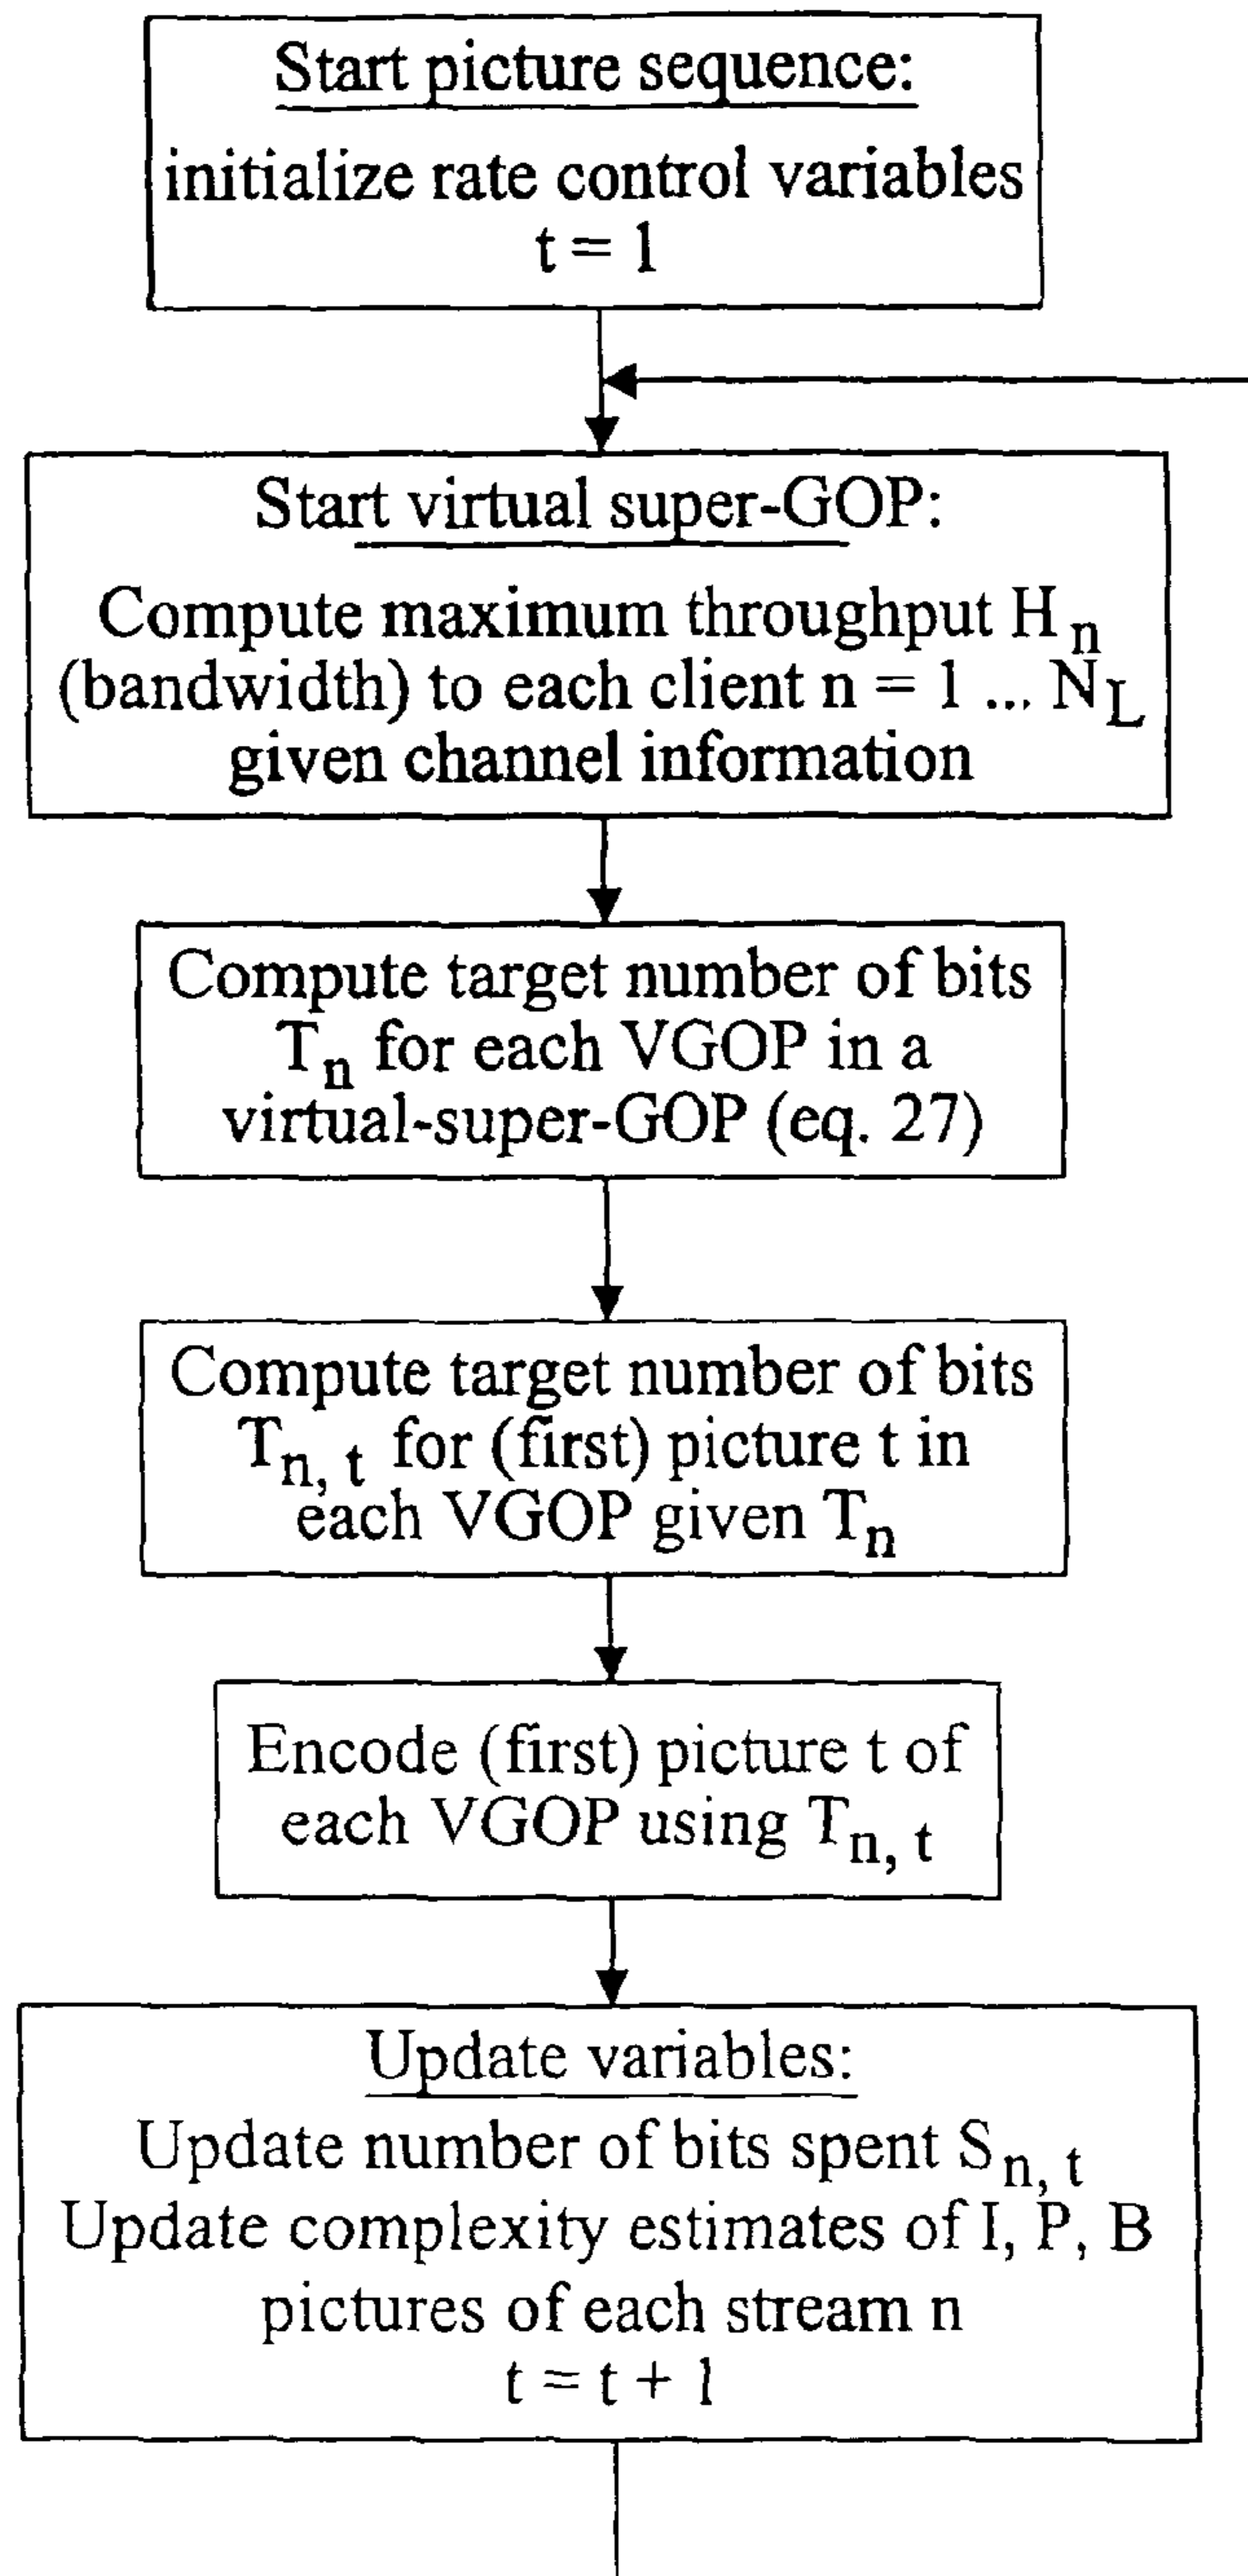 Start picture sequence:
initialize rate control variables
t = 1
Start virtual super-GOP:
Compute maximum throughput H_n
(bandwidth) to each client n = 1 ... N_L
given channel information
Compute target number of bits
T_n for each VGOP in a
virtual-super-GOP (eq. 27)
Compute target number of bits
T_n, t for (first) picture t in
each VGOP given T_n
Encode (first) picture t of
each VGOP using T_n, t
Update variables:
Update number of bits spent S_n, t
Update complexity estimates of I, P, B
pictures of each stream n
t = t + 1